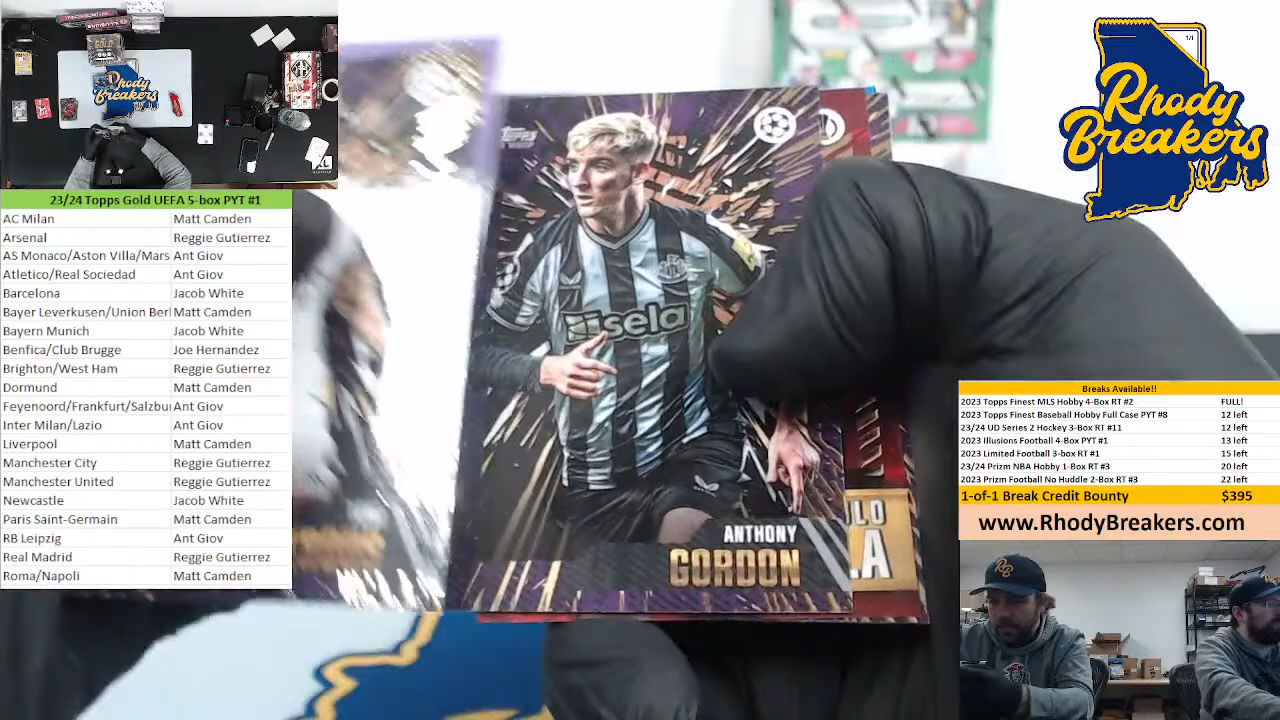 23/24 Topps Gold UEFA 5-box PYT #1
AC Milan Matt Camden
Arsenal Reggie Gutierrez
AS Monaco/Aston Villa/Mars Ant Giov
Atletico/Real Sociedad Ant Giov
Barcelona Jacob White
Bayer Leverkusen/Union Berl Matt Camden
Bayern Munich Jacob White
Benfica/Club Brugge Joe Hernandez
Brighton/West Ham Reggie Gutierrez
Dormund Matt Camden
Feyenoord/Frankfurt/Salzbu Ant Giov
Inter Milan/Lazio Ant Giov
Liverpool Matt Camden
Manchester City Reggie Gutierrez
Manchester United Reggie Gutierrez
Newcastle Jacob White
Paris Saint-Germain Matt Camden
RB Leipzig Ant Giov
Real Madrid Reggie Gutierrez
Roma/Napoli Matt Camden
Rhody
Breakers
TOPPS
sela
ANTHONY
GORDON
LO
A
1/1
Rhody
Breakers
Breaks Available!!
2023 Topps Finest MLS Hobby 4-Box RT #2 FULL!
2023 Topps Finest Baseball Hobby Full Case PYT #8 12 left
23/24 UD Series 2 Hockey 3-Box RT #11 12 left
2023 Illusions Football 4-Box PYT #1 13 left
2023 Limited Football 3-box RT #1 15 left
23/24 Prizm NBA Hobby 1-Box RT #3 20 left
2023 Prizm Football No Huddle 2-Box RT #3 22 left
1-of-1 Break Credit Bounty $395
www.RhodyBreakers.com
RB